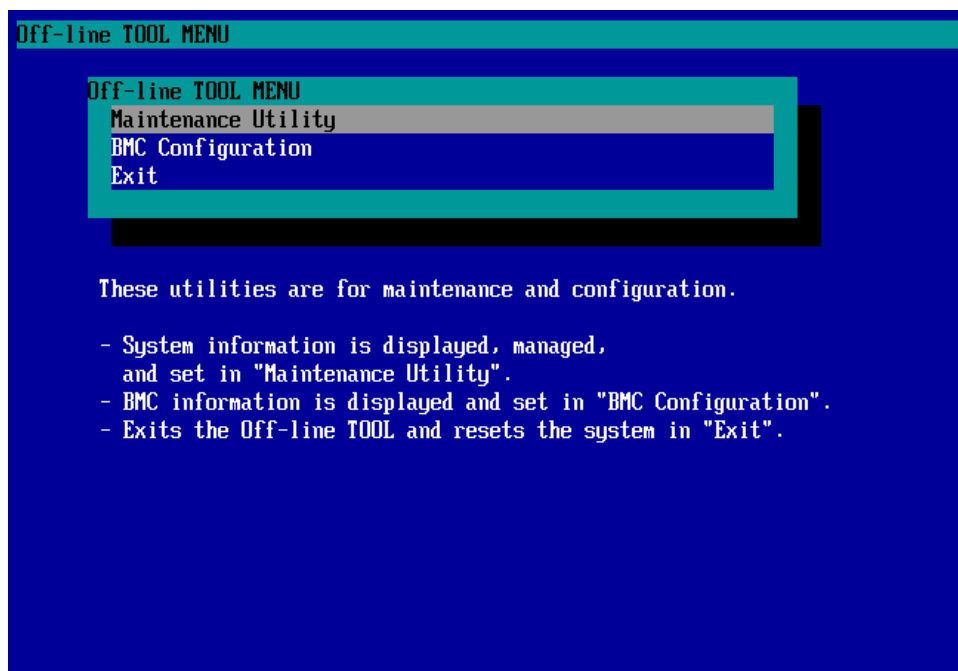 Off-line TOOL MENU
Off-line TOOL MENU
Maintenance Utility
BMC Configuration
Exit
These utilities are for maintenance and configuration.
- System information is displayed, managed,
and set in "Maintenance Utility".
- BMC information is displayed and set in "BMC Configuration".
- Exits the Off-line TOOL and resets the system in "Exit".